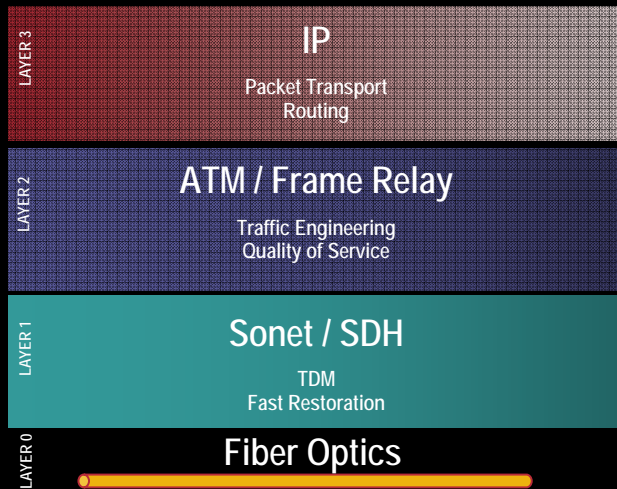 LAYER 3
IP
Packet Transport
Routing
LAYER 2
ATM / Frame Relay
Traffic Engineering
Quality of Service
LAYER 1
Sonet / SDH
TDM
Fast Restoration
LAYER 0
Fiber Optics